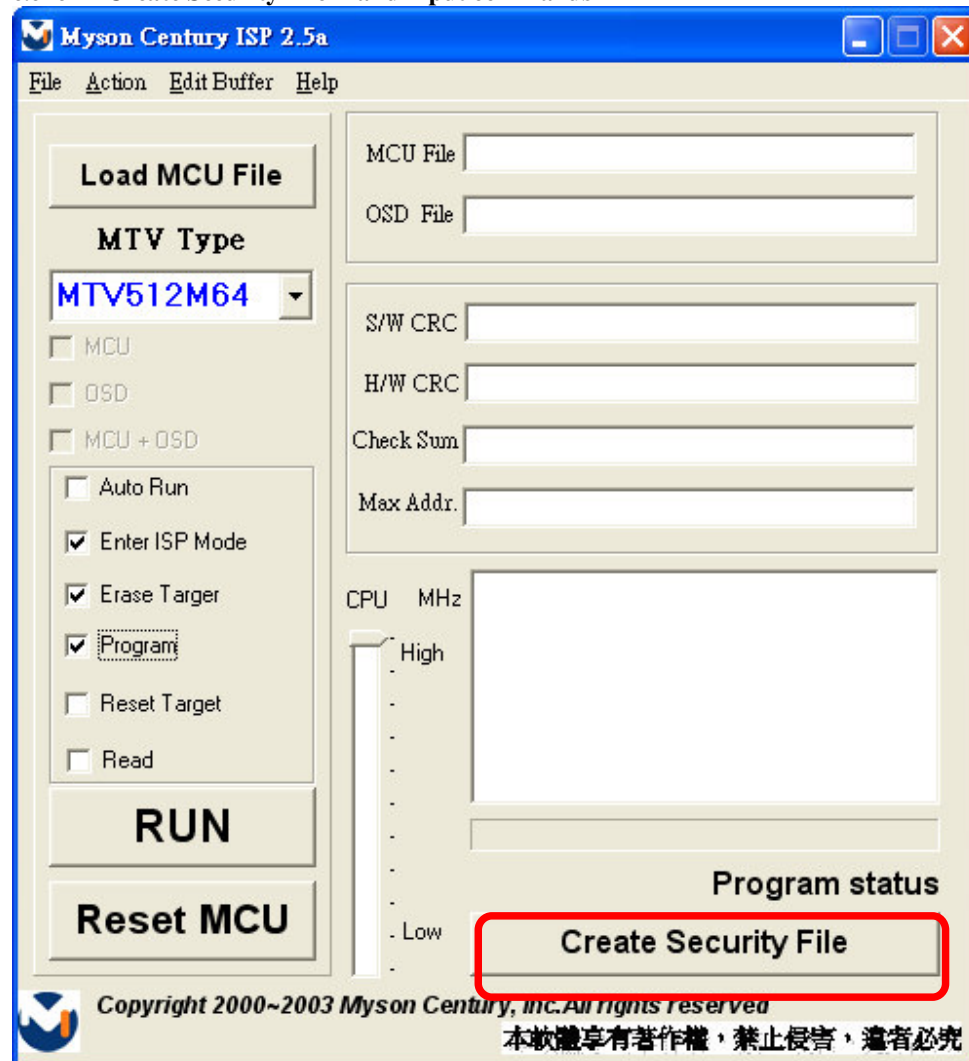 Myson Century ISP 2.5a
File Action Edit Buffer Help
Load MCU File
MTV Type
MTV512M64
MCU
OSD
MCU + OSD
Auto Run
Enter ISP Mode
Erase Targer
Program
Reset Target
Read
RUN
Reset MCU
MCU File
OSD File
S/W CRC
H/W CRC
Check Sum
Max Addr.
CPU MHz
High
Low
Program status
Create Security File
Copyright 2000~2003 Myson Century, Inc.All rights reserved
本軟體享有著作權，禁止侵害，違者必究